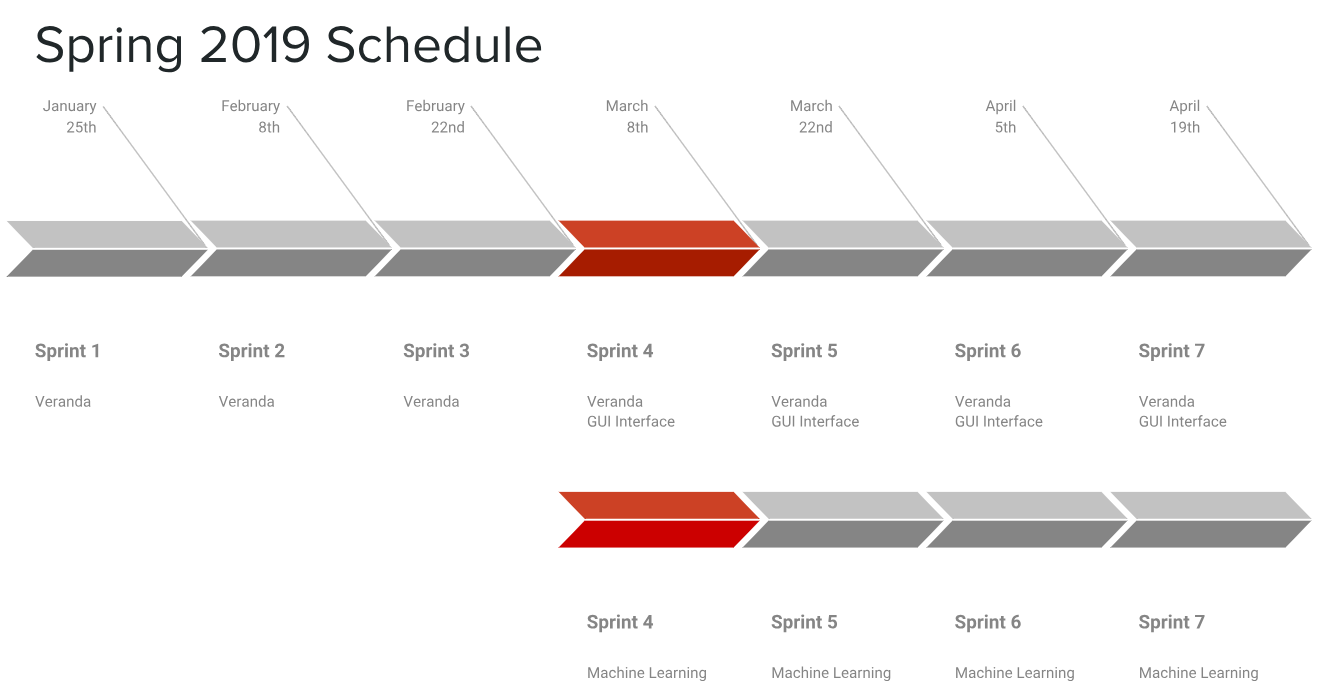 Spring 2019 Schedule
January
25th
February
8th
February
22nd
March
8th
March
22nd
April
5th
April
19th
Sprint 1
Veranda
Sprint 2
Veranda
Sprint 3
Veranda
Sprint 4
Veranda
GUI Interface
Sprint 5
Veranda
GUI Interface
Sprint 6
Veranda
GUI Interface
Sprint 7
Veranda
GUI Interface
Sprint 4
Machine Learning
Sprint 5
Machine Learning
Sprint 6
Machine Learning
Sprint 7
Machine Learning